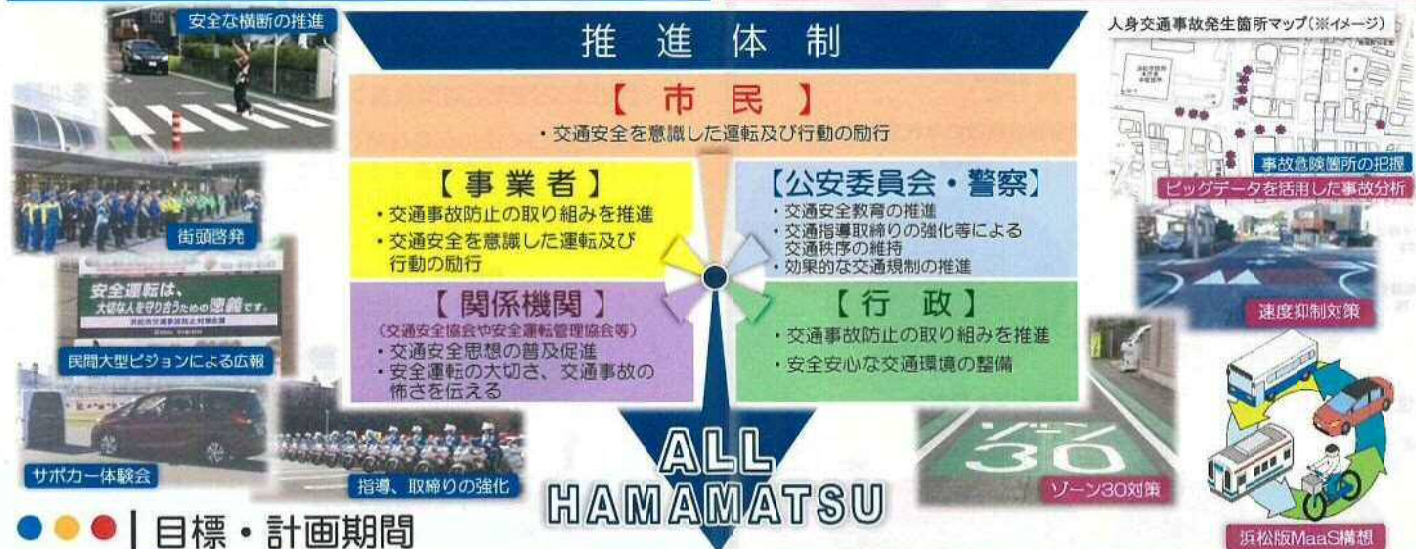 安全な横断の推進
街頭啓発
安全運転は、
大切な人を守り合うための
です。
民間大型ビジョンによる広報
サポカー体験会
指導、取締りの強化
推進体制
【市民】
・交通安全を意識した運転及び行動の励行
【事業者】
・交通事故防止の取り組みを推進
・交通安全を意識した運転及び
行動の励行
【公安委員会・警察】
・交通安全教育の推進
・交通指導取締りの強化等による
交通秩序の維持
・効果的な交通規制の推進
【関係機関】
(交通安全協会や安全運転管理協会等)
・交通安全思想の普及促進
・安全運転の大切さ、交通事故の
怖さを伝える
【行政】
・交通事故防止の取り組みを推進
・安全安心な交通環境の整備
ALL
HAMAMATSU
人身交通事故発生箇所マップ(※イメージ)
事故危険箇所の把握
ビッグデータを活用した事故分析
速度抑制対策
ゾーン
30
ゾーン30対策
浜松版MaaS構想
目標・計画期間